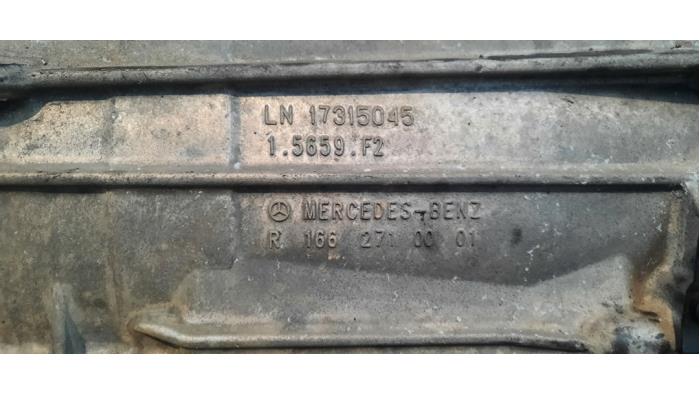 LN 17315045
1.5659.F2
MERCEDES-BENZ
R 166 271 00 01